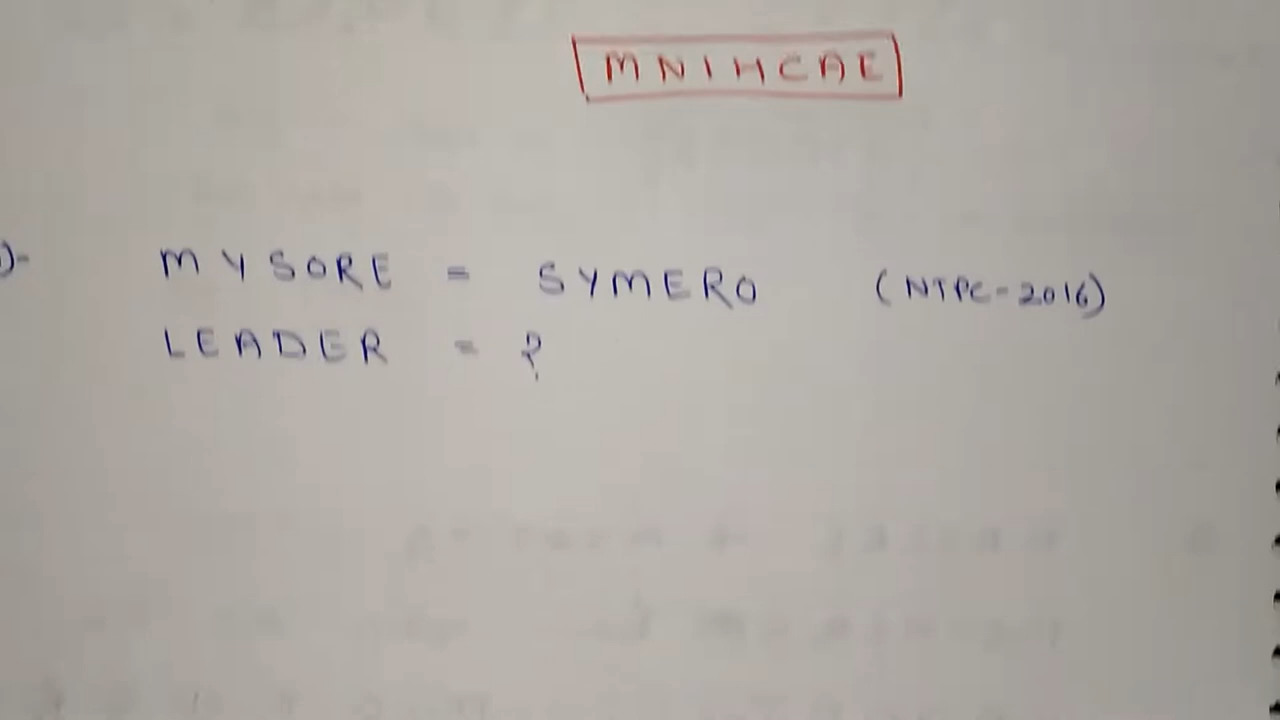 MNIHCAE
)- MYSORE = SYMERO (NTPC-2016)
LEADER = ?